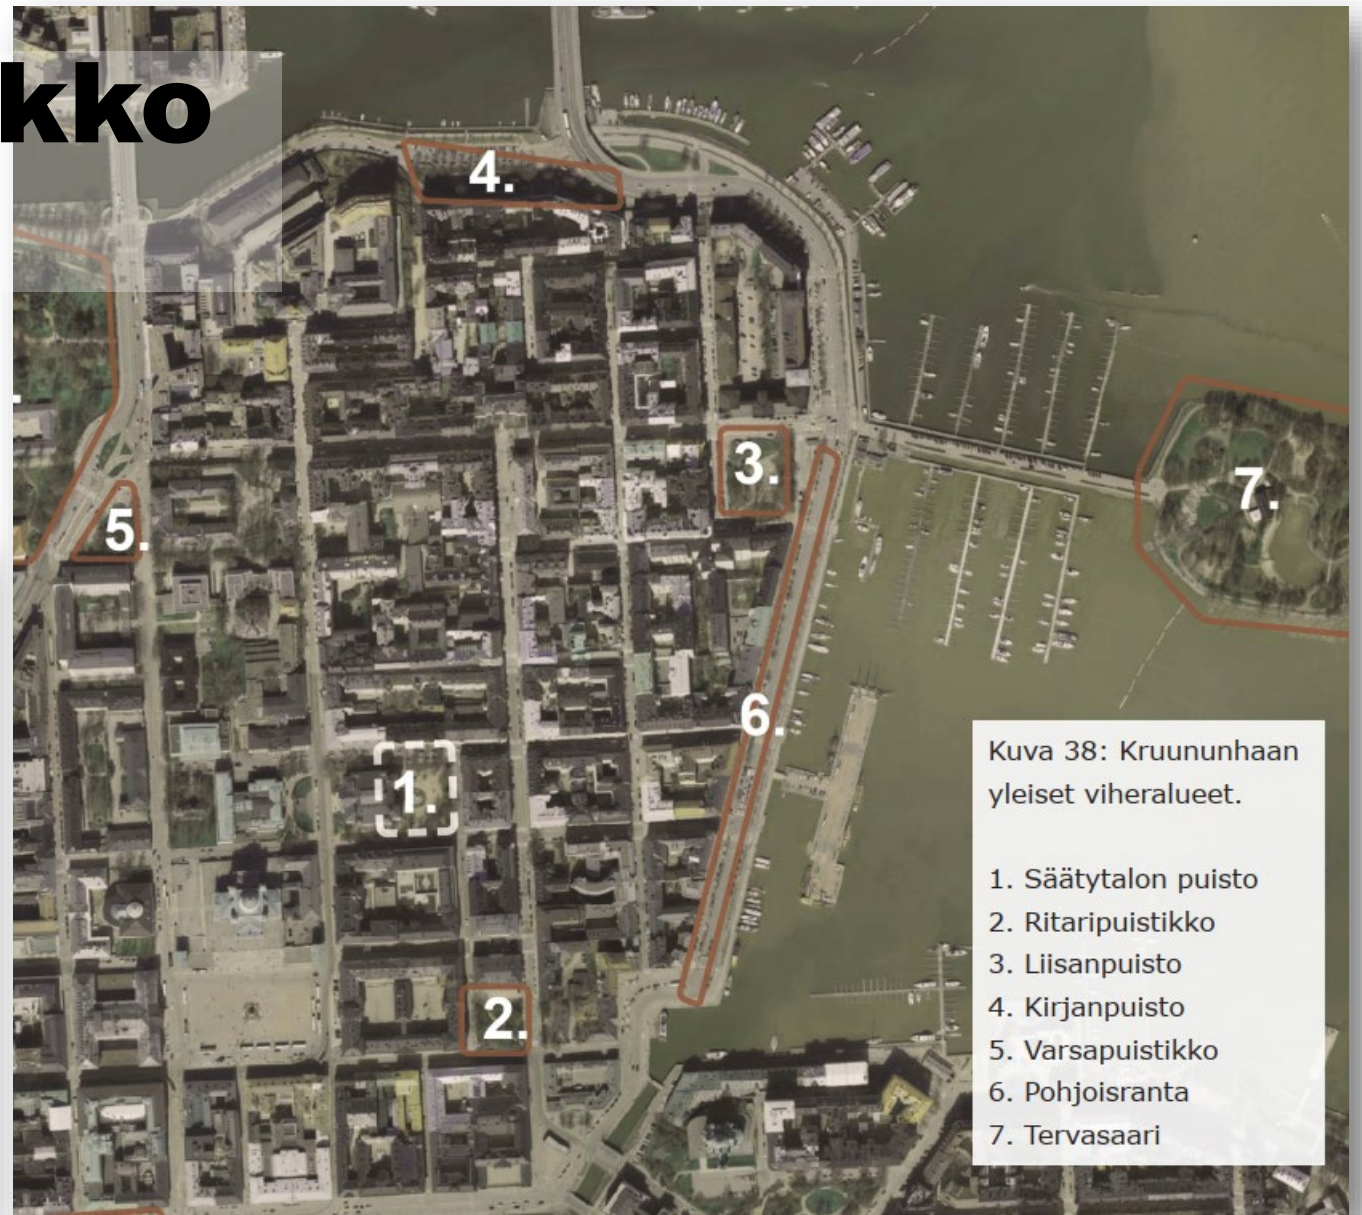 kko
4.
3.
7.
5.
6.
1.
2.
Kuva 38: Kruununhaan
yleiset viheralueet.
1. Säätytalon puisto
2. Ritaripuistikko
3. Liisanpuisto
4. Kirjanpuisto
5. Varsapuistikko
6. Pohjoisranta
7. Tervasaari